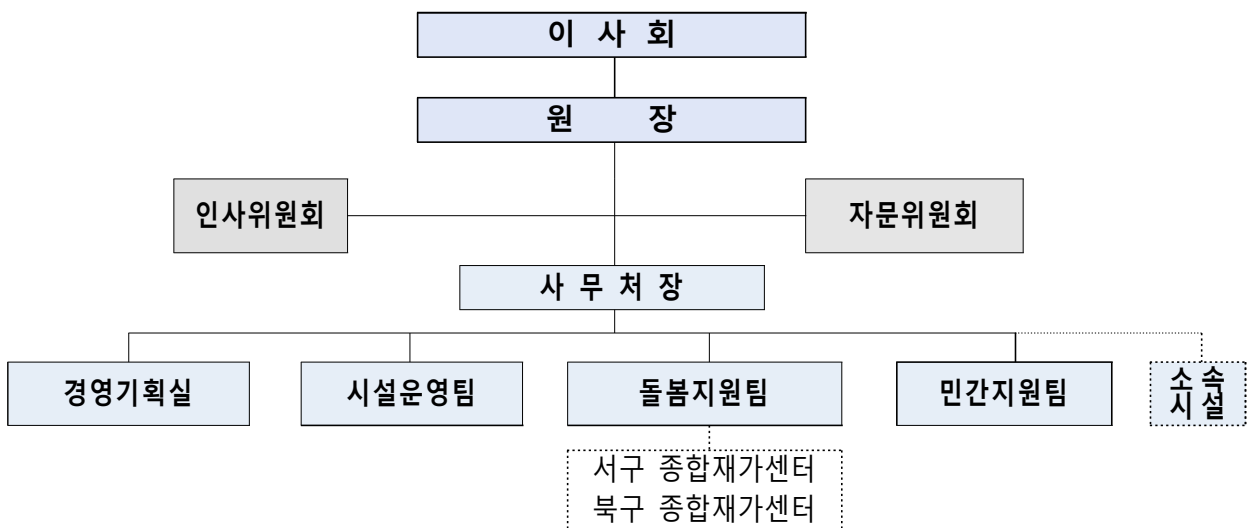 이 사 회
원 장
인사위원회
자문위원회
사 무 처 장
경영기획실
시설운영팀
돌봄지원팀
민간지원팀
소 속
시 설
서구 종합재가센터
북구 종합재가센터